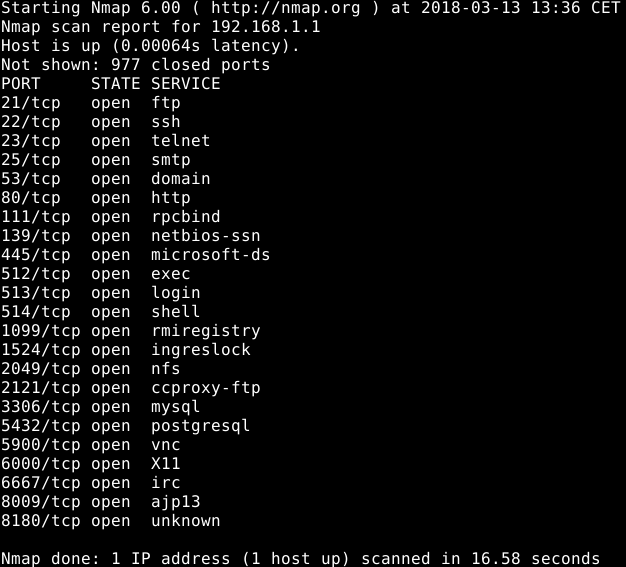 Starting Nmap 6.00 ( http://nmap.org ) at 2018-03-13 13:36 CET
Nmap scan report for 192.168.1.1
Host is up (0.00064s latency).
Not shown: 977 closed ports
PORT     STATE SERVICE
21/tcp   open  ftp
22/tcp   open  ssh
23/tcp   open  telnet
25/tcp   open  smtp
53/tcp   open  domain
80/tcp   open  http
111/tcp  open  rpcbind
139/tcp  open  netbios-ssn
445/tcp  open  microsoft-ds
512/tcp  open  exec
513/tcp  open  login
514/tcp  open  shell
1099/tcp open  rmiregistry
1524/tcp open  ingreslock
2049/tcp open  nfs
2121/tcp open  ccproxy-ftp
3306/tcp open  mysql
5432/tcp open  postgresql
5900/tcp open  vnc
6000/tcp open  X11
6667/tcp open  irc
8009/tcp open  ajp13
8180/tcp open  unknown

Nmap done: 1 IP address (1 host up) scanned in 16.58 seconds